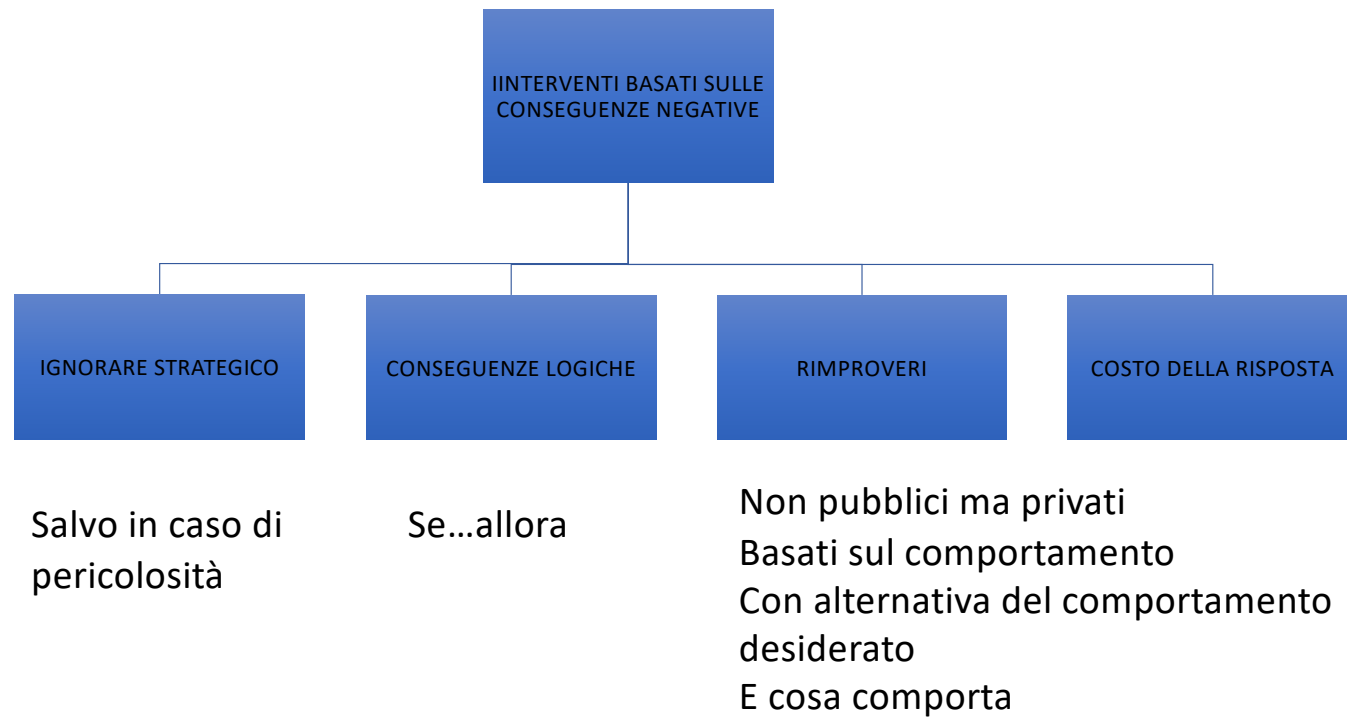 IINTERVENTI BASATI SULLE
CONSEGUENZE NEGATIVE
IGNORARE STRATEGICO
CONSEGUENZE LOGICHE
RIMPROVERI
COSTO DELLA RISPOSTA
Salvo in caso di
pericolosità
Se...allora
Non pubblici ma privati
Basati sul comportamento
Con alternativa del comportamento
desiderato
E cosa comporta